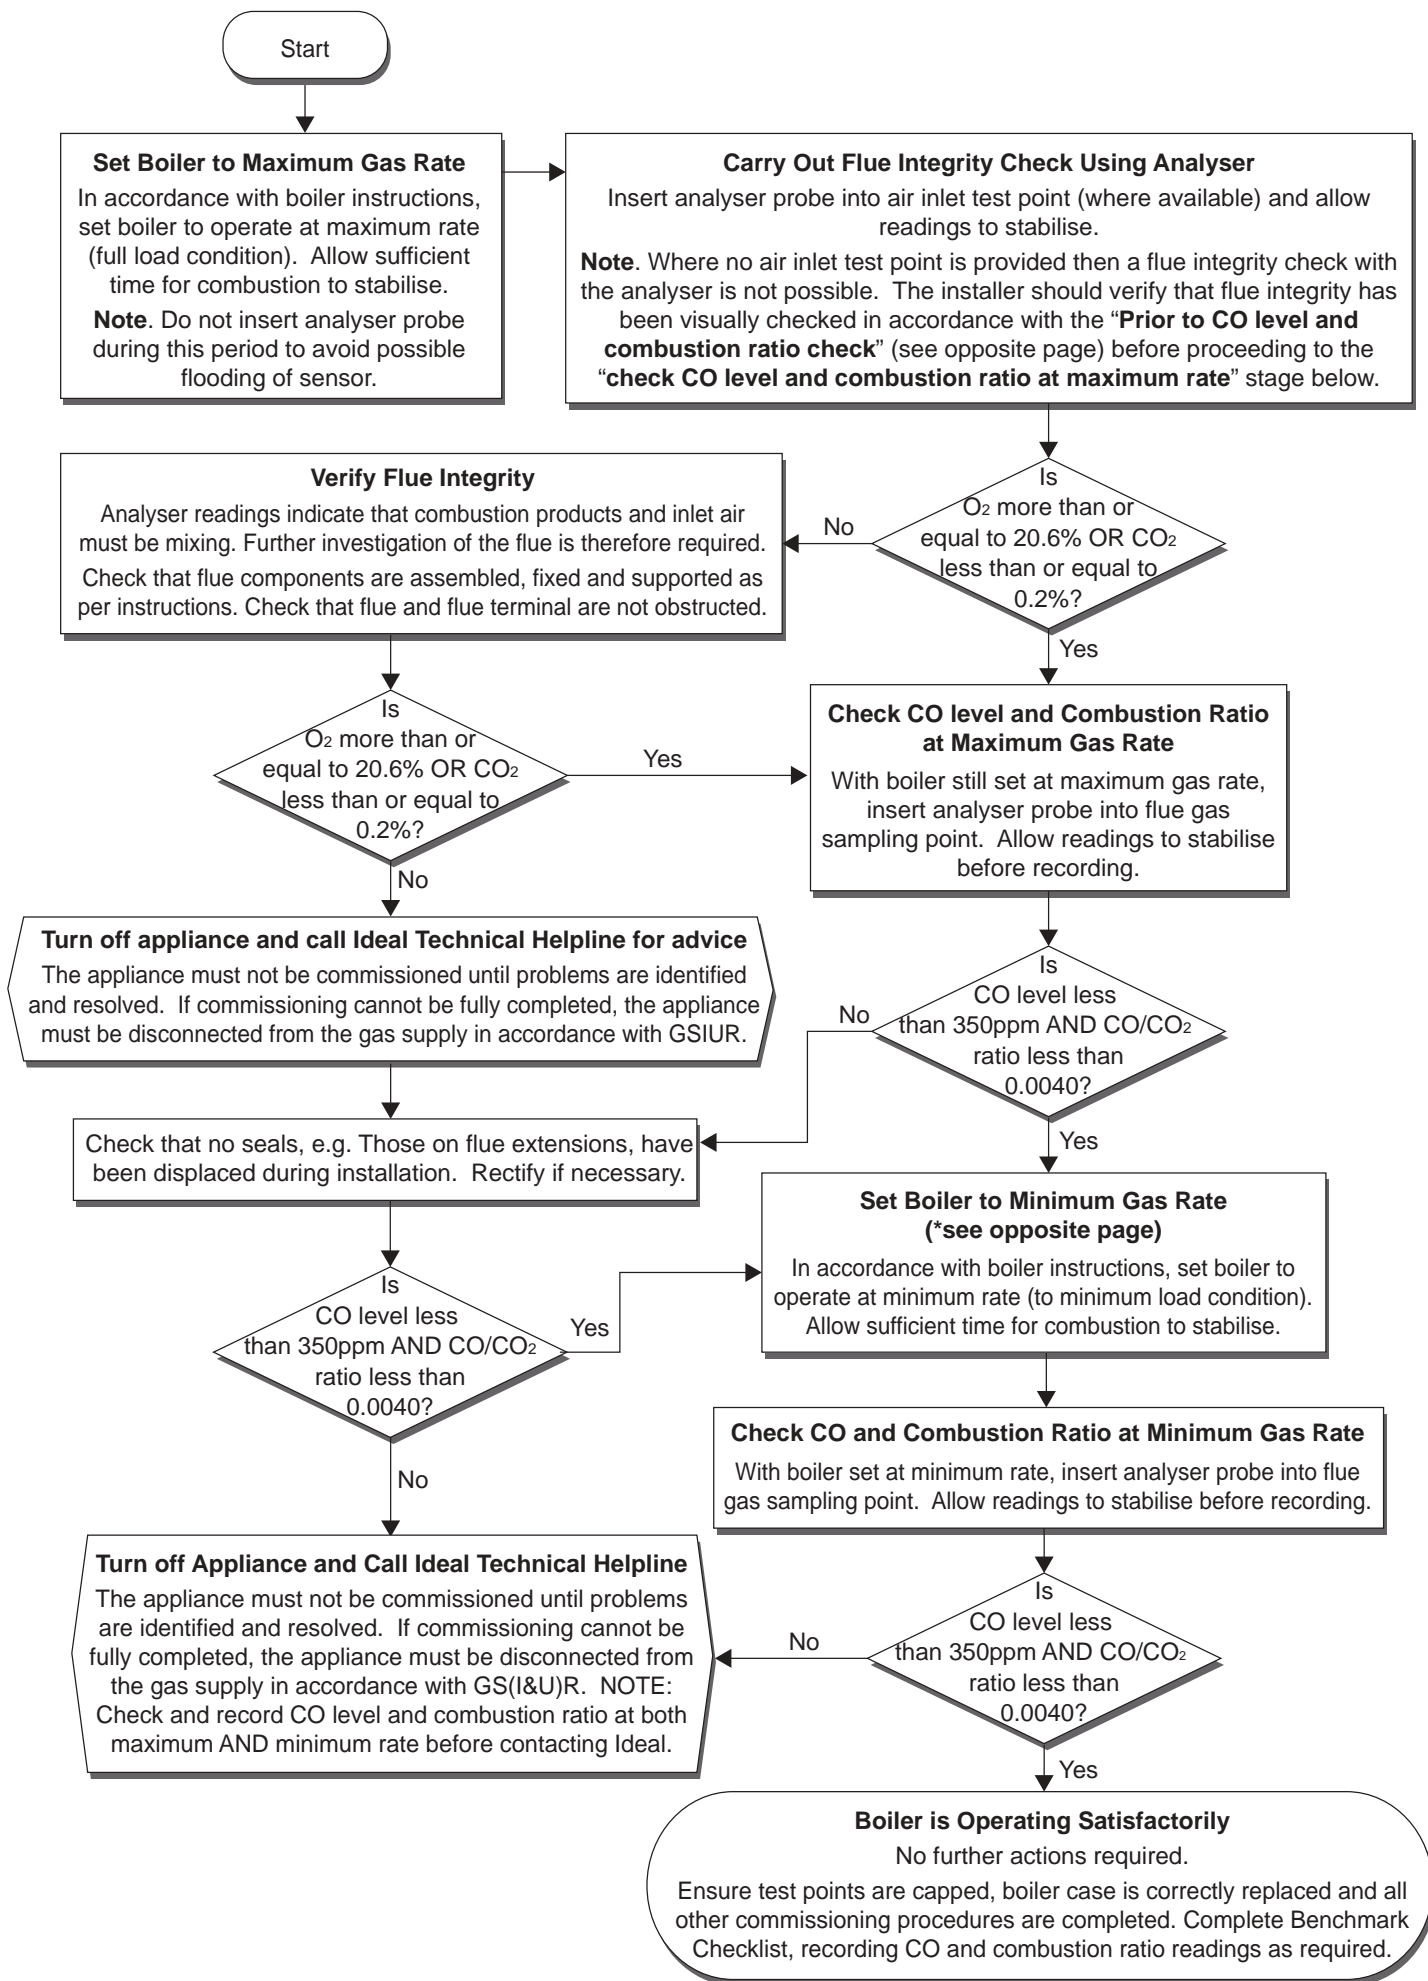 Start
Set Boiler to Maximum Gas Rate
In accordance with boiler instructions,
set boiler to operate at maximum rate
(full load condition).  Allow sufficient
time for combustion to stabilise.
Note. Do not insert analyser probe
during this period to avoid possible
flooding of sensor.
Carry Out Flue Integrity Check Using Analyser
Insert analyser probe into air inlet test point (where available) and allow
readings to stabilise.
Note. Where no air inlet test point is provided then a flue integrity check with
the analyser is not possible.  The installer should verify that flue integrity has
been visually checked in accordance with the “Prior to CO level and
combustion ratio check” (see opposite page) before proceeding to the
“check CO level and combustion ratio at maximum rate” stage below.
Is
O2 more than or
equal to 20.6% OR CO2
less than or equal to
0.2%?
No
Yes
Verify Flue Integrity
Analyser readings indicate that combustion products and inlet air
must be mixing. Further investigation of the flue is therefore required.
Check that flue components are assembled, fixed and supported as
per instructions. Check that flue and flue terminal are not obstructed.
Is
O2 more than or
equal to 20.6% OR CO2
less than or equal to
0.2%?
Yes
No
Check CO level and Combustion Ratio
at Maximum Gas Rate
With boiler still set at maximum gas rate,
insert analyser probe into flue gas
sampling point.  Allow readings to stabilise
before recording.
Turn off appliance and call Ideal Technical Helpline for advice
The appliance must not be commissioned until problems are identified
and resolved.  If commissioning cannot be fully completed, the appliance
must be disconnected from the gas supply in accordance with GSIUR.
Is
CO level less
than 350ppm AND CO/CO2
ratio less than
0.0040?
No
Yes
Check that no seals, e.g. Those on flue extensions, have
been displaced during installation.  Rectify if necessary.
Set Boiler to Minimum Gas Rate
(*see opposite page)
In accordance with boiler instructions, set boiler to
operate at minimum rate (to minimum load condition).
Allow sufficient time for combustion to stabilise.
Is
CO level less
than 350ppm AND CO/CO2
ratio less than
0.0040?
Yes
No
Check CO and Combustion Ratio at Minimum Gas Rate
With boiler set at minimum rate, insert analyser probe into flue
gas sampling point.  Allow readings to stabilise before recording.
Turn off Appliance and Call Ideal Technical Helpline
The appliance must not be commissioned until problems
are identified and resolved.  If commissioning cannot be
fully completed, the appliance must be disconnected from
the gas supply in accordance with GS(I&U)R.  NOTE:
Check and record CO level and combustion ratio at both
maximum AND minimum rate before contacting Ideal.
Is
CO level less
than 350ppm AND CO/CO2
ratio less than
0.0040?
No
Yes
Boiler is Operating Satisfactorily
No further actions required.
Ensure test points are capped, boiler case is correctly replaced and all
other commissioning procedures are completed. Complete Benchmark
Checklist, recording CO and combustion ratio readings as required.